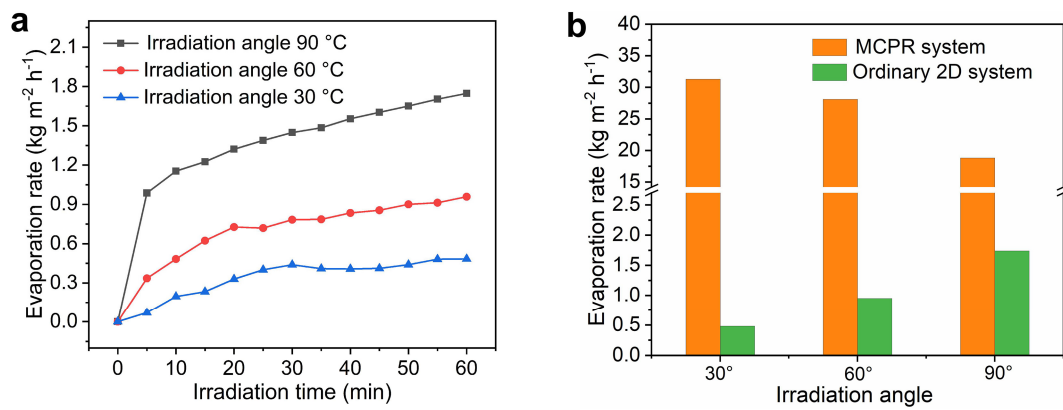 a
Evaporation rate (kg m⁻² h⁻¹)
2.1
1.8
1.5
1.2
0.9
0.6
0.3
0.0
Irradiation angle 90 °C
Irradiation angle 60 °C
Irradiation angle 30 °C
0 10 20 30 40 50 60
Irradiation time (min)
b
Evaporation rate (kg m⁻² h⁻¹)
40
35
30
25
20
15
2.5
2.0
1.5
1.0
0.5
0.0
MCPR system
Ordinary 2D system
30° 60° 90°
Irradiation angle